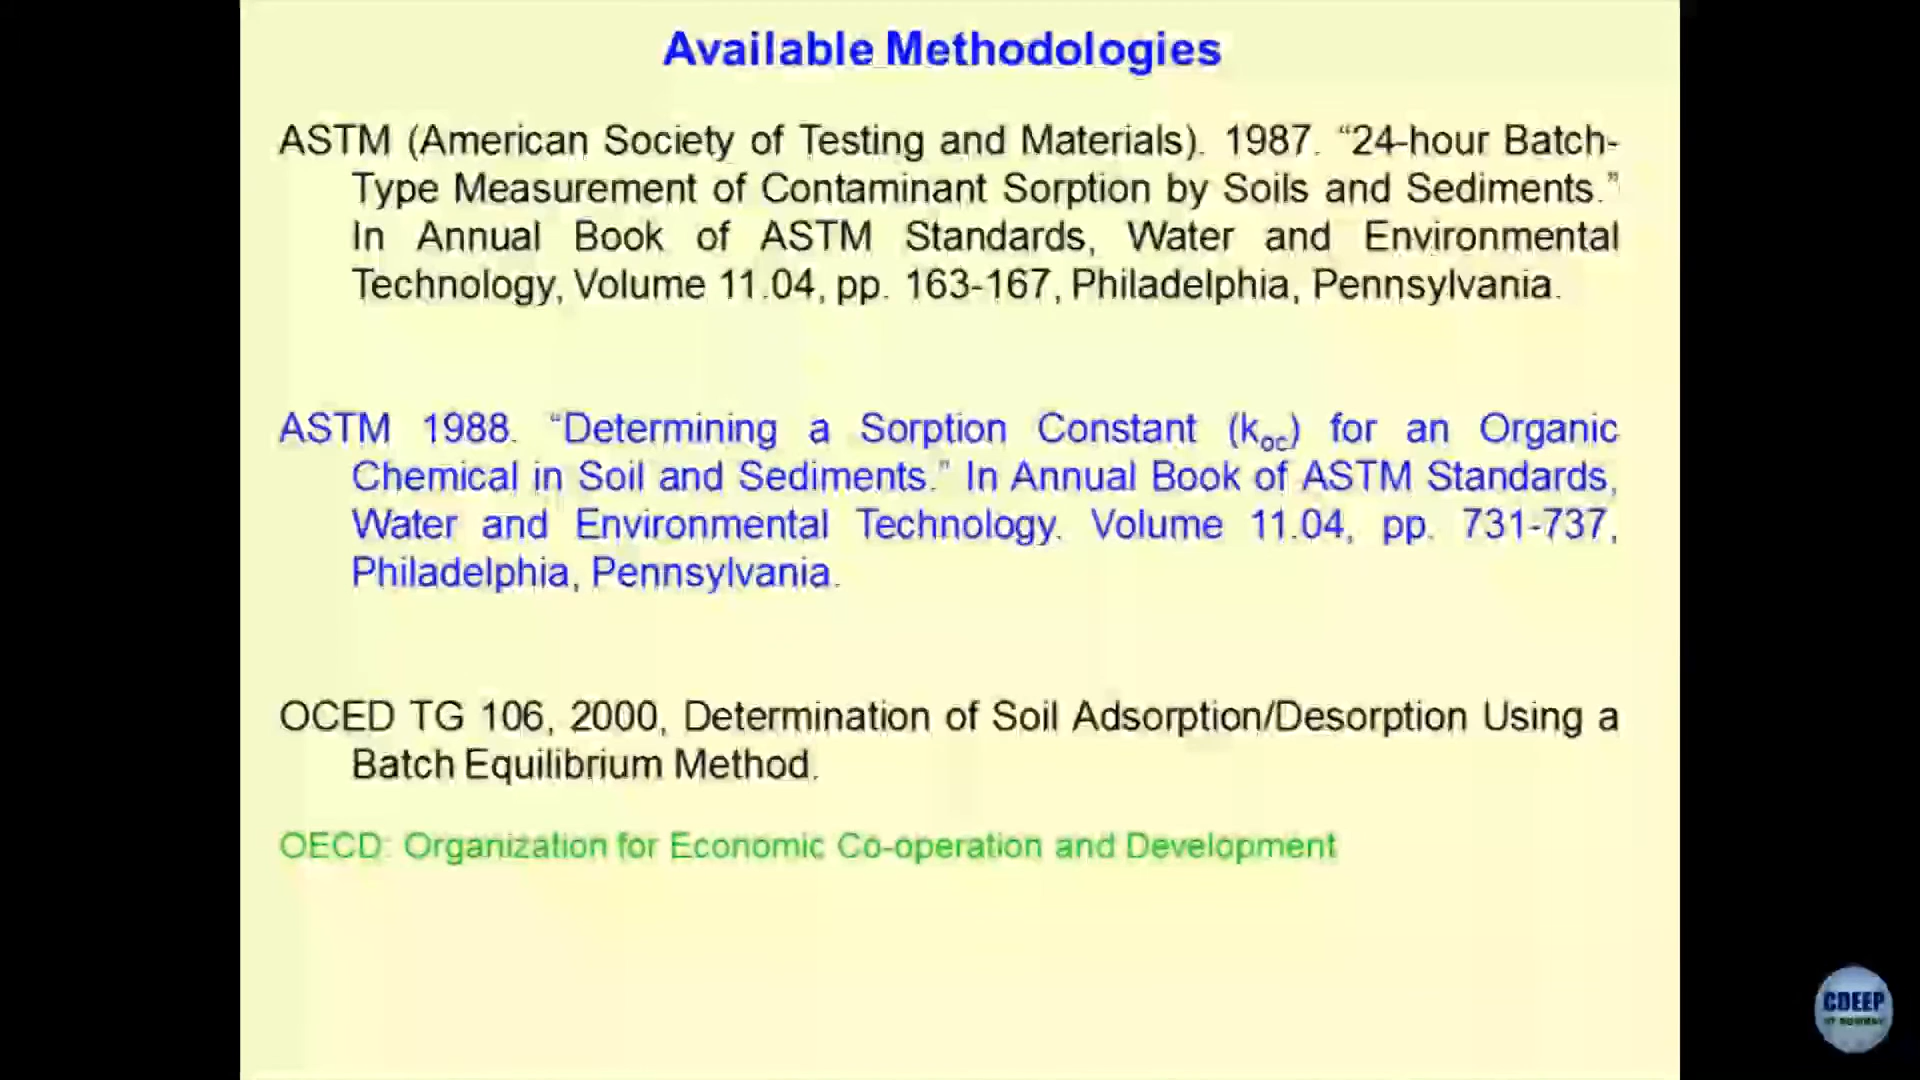 Available Methodologies
ASTM (American Society of Testing and Materials). 1987. “24-hour Batch-
Type Measurement of Contaminant Sorption by Soils and Sediments.”
In Annual Book of ASTM Standards, Water and Environmental
Technology, Volume 11.04, pp. 163-167, Philadelphia, Pennsylvania.
ASTM 1988. “Determining a Sorption Constant (koc) for an Organic
Chemical in Soil and Sediments.” In Annual Book of ASTM Standards,
Water and Environmental Technology. Volume 11.04, pp. 731-737,
Philadelphia, Pennsylvania.
OCED TG 106, 2000, Determination of Soil Adsorption/Desorption Using a
Batch Equilibrium Method.
OECD: Organization for Economic Co-operation and Development
CDEEP
IIT BOMBAY